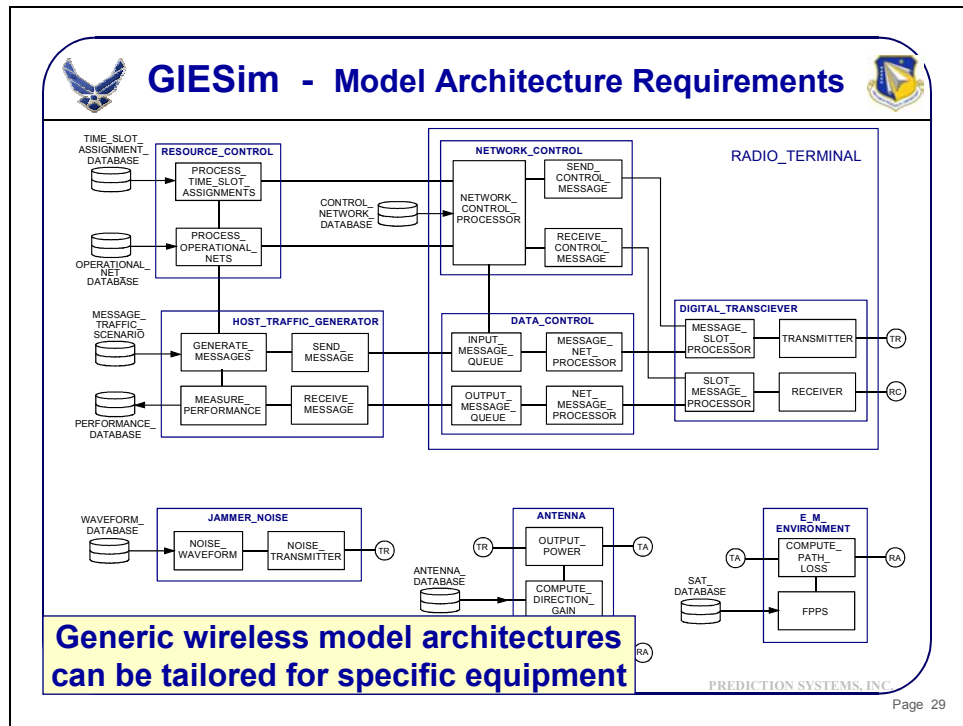 GIESim - Model Architecture Requirements
TIME_SLOT_
ASSIGNMENT_
DATABASE
RESOURCE_CONTROL
PROCESS_
TIME_SLOT_
ASSIGNMENTS
PROCESS_
OPERATIONAL_
NETS
OPERATIONAL_
NET_
DATABASE
CONTROL_
NETWORK_
DATABASE
NETWORK_CONTROL
NETWORK_
CONTROL_
PROCESSOR
SEND_
CONTROL_
MESSAGE
RECEIVE_
CONTROL_
MESSAGE
RADIO_TERMINAL
MESSAGE_
TRAFFIC_
SCENARIO
HOST_TRAFFIC_GENERATOR
GENERATE_
MESSAGES
SEND_
MESSAGE
MEASURE_
PERFORMANCE
RECEIVE_
MESSAGE
PERFORMANCE_
DATABASE
DATA_CONTROL
INPUT_
MESSAGE_
QUEUE
MESSAGE_
NET_
PROCESSOR
OUTPUT_
MESSAGE_
QUEUE
NET_
MESSAGE_
PROCESSOR
DIGITAL_TRANSCIEVER
MESSAGE_
SLOT_
PROCESSOR
TRANSMITTER
TR
SLOT_
MESSAGE_
PROCESSOR
RECEIVER
RC
WAVEFORM_
DATABASE
JAMMER_NOISE
NOISE_
WAVEFORM
NOISE_
TRANSMITTER
TR
ANTENNA
TR
OUTPUT_
POWER
TA
ANTENNA_
DATABASE
COMPUTE_
DIRECTION_
GAIN
RA
E_M_
ENVIRONMENT
TA
COMPUTE_
PATH_
LOSS
RA
SAT_
DATABASE
FPPS
Generic wireless model architectures
can be tailored for specific equipment
PREDICTION SYSTEMS, INC.
Page 29